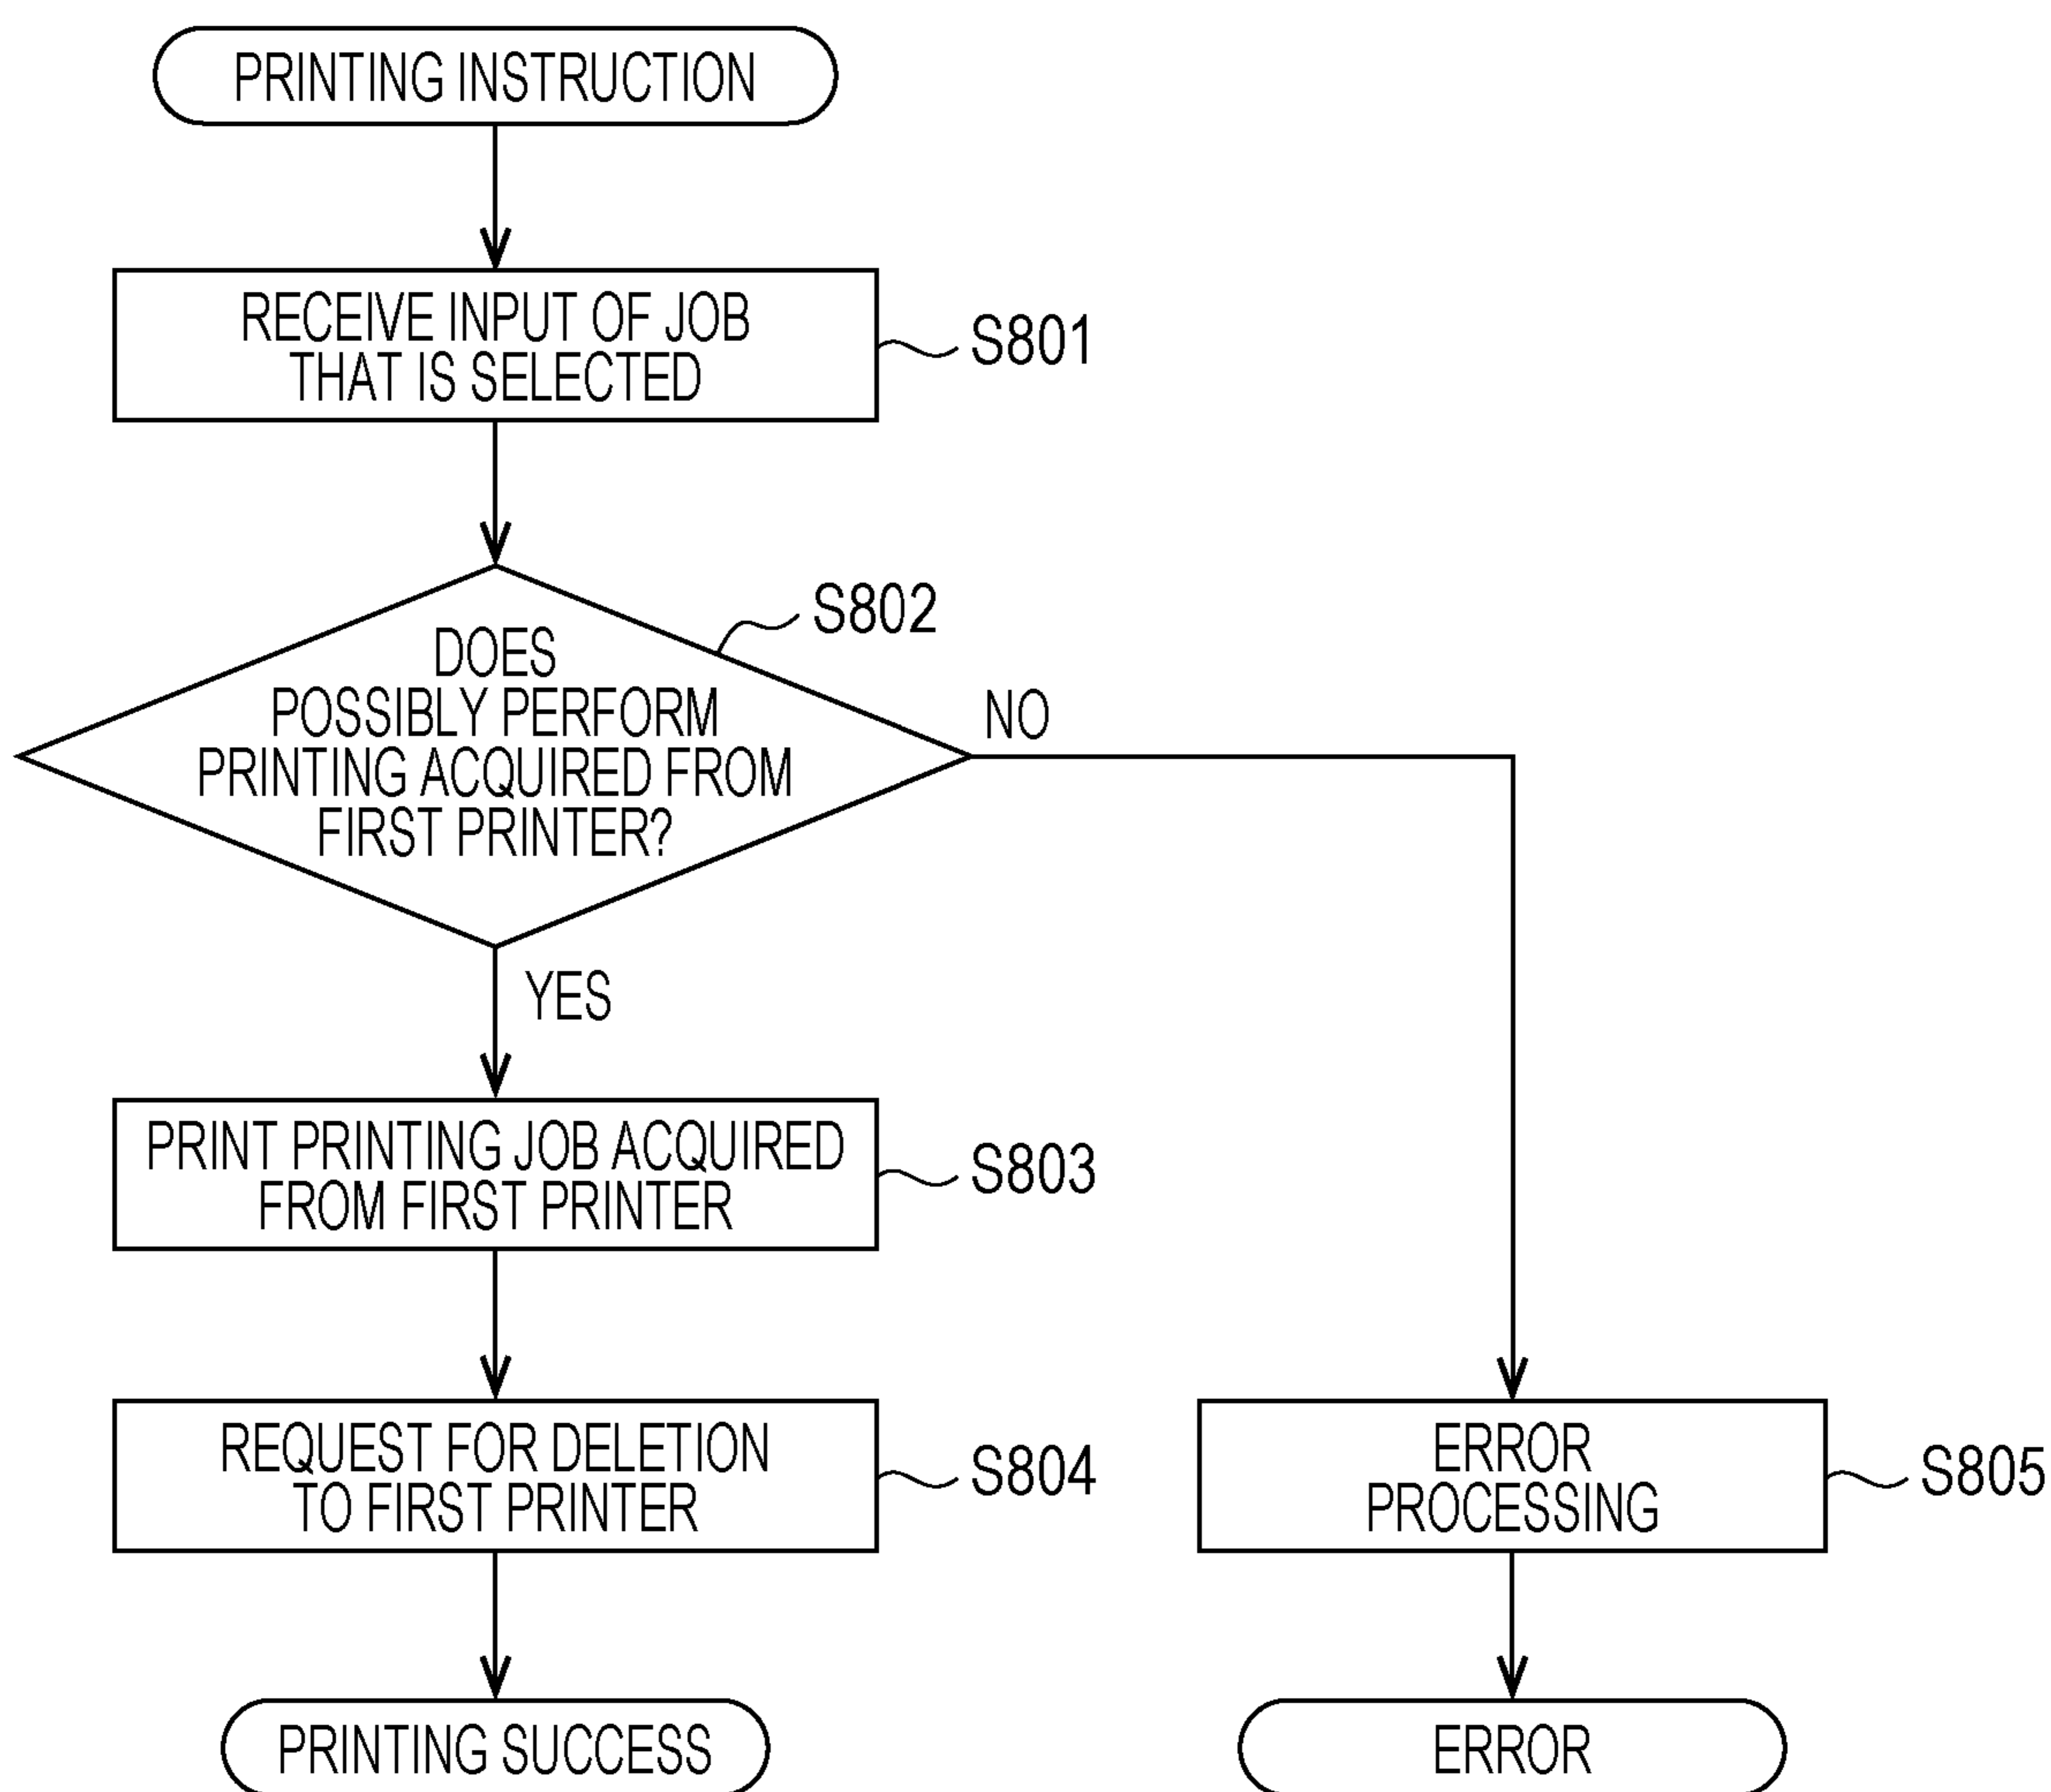 PRINTING INSTRUCTION
RECEIVE INPUT OF JOB
THAT IS SELECTED
S801
S802
DOES
POSSIBLY PERFORM
PRINTING ACQUIRED FROM
FIRST PRINTER?
NO
YES
PRINT PRINTING JOB ACQUIRED
FROM FIRST PRINTER
S803
REQUEST FOR DELETION
TO FIRST PRINTER
S804
ERROR
PROCESSING
S805
PRINTING SUCCESS
ERROR